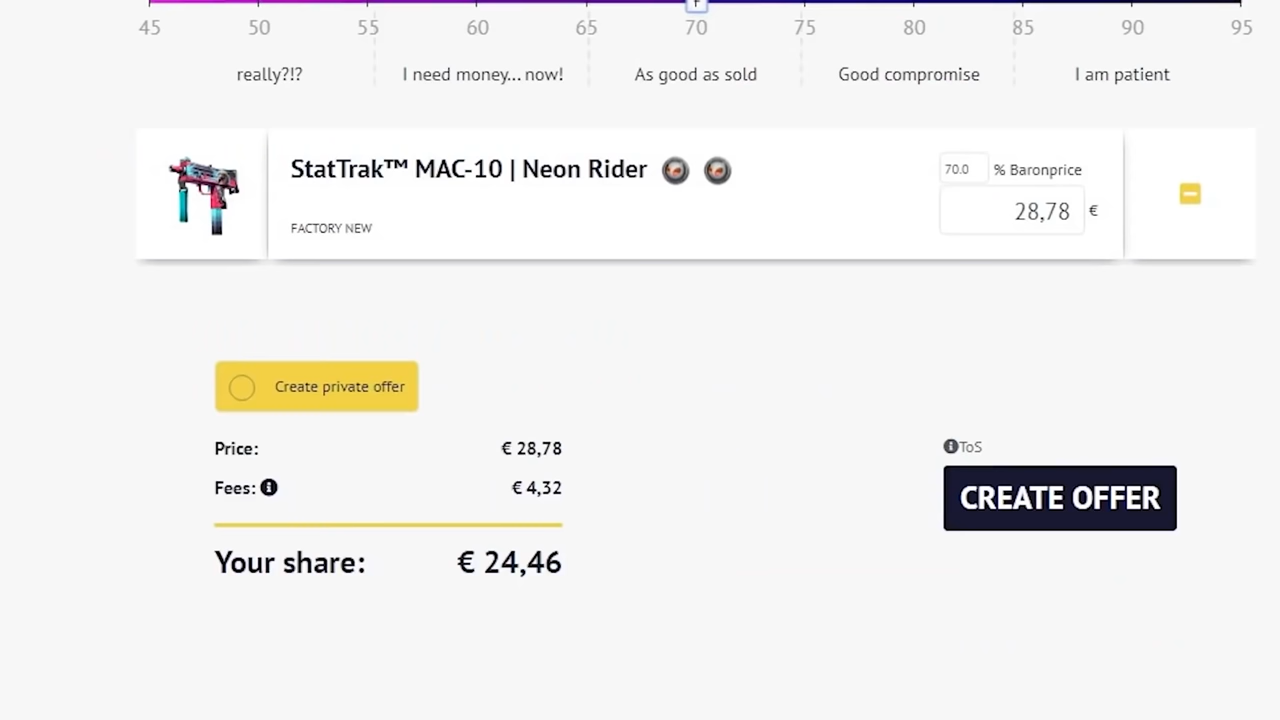 45 50 55 60 65 70 75 80 85 90 95
really?!? I need money... now! As good as sold Good compromise I am patient
StatTrak™ MAC-10 | Neon Rider
70.0 % Baronprice
28,78 €
FACTORY NEW
Create private offer
Price: € 28,78
Fees: € 4,32
Your share: € 24,46
ToS
CREATE OFFER